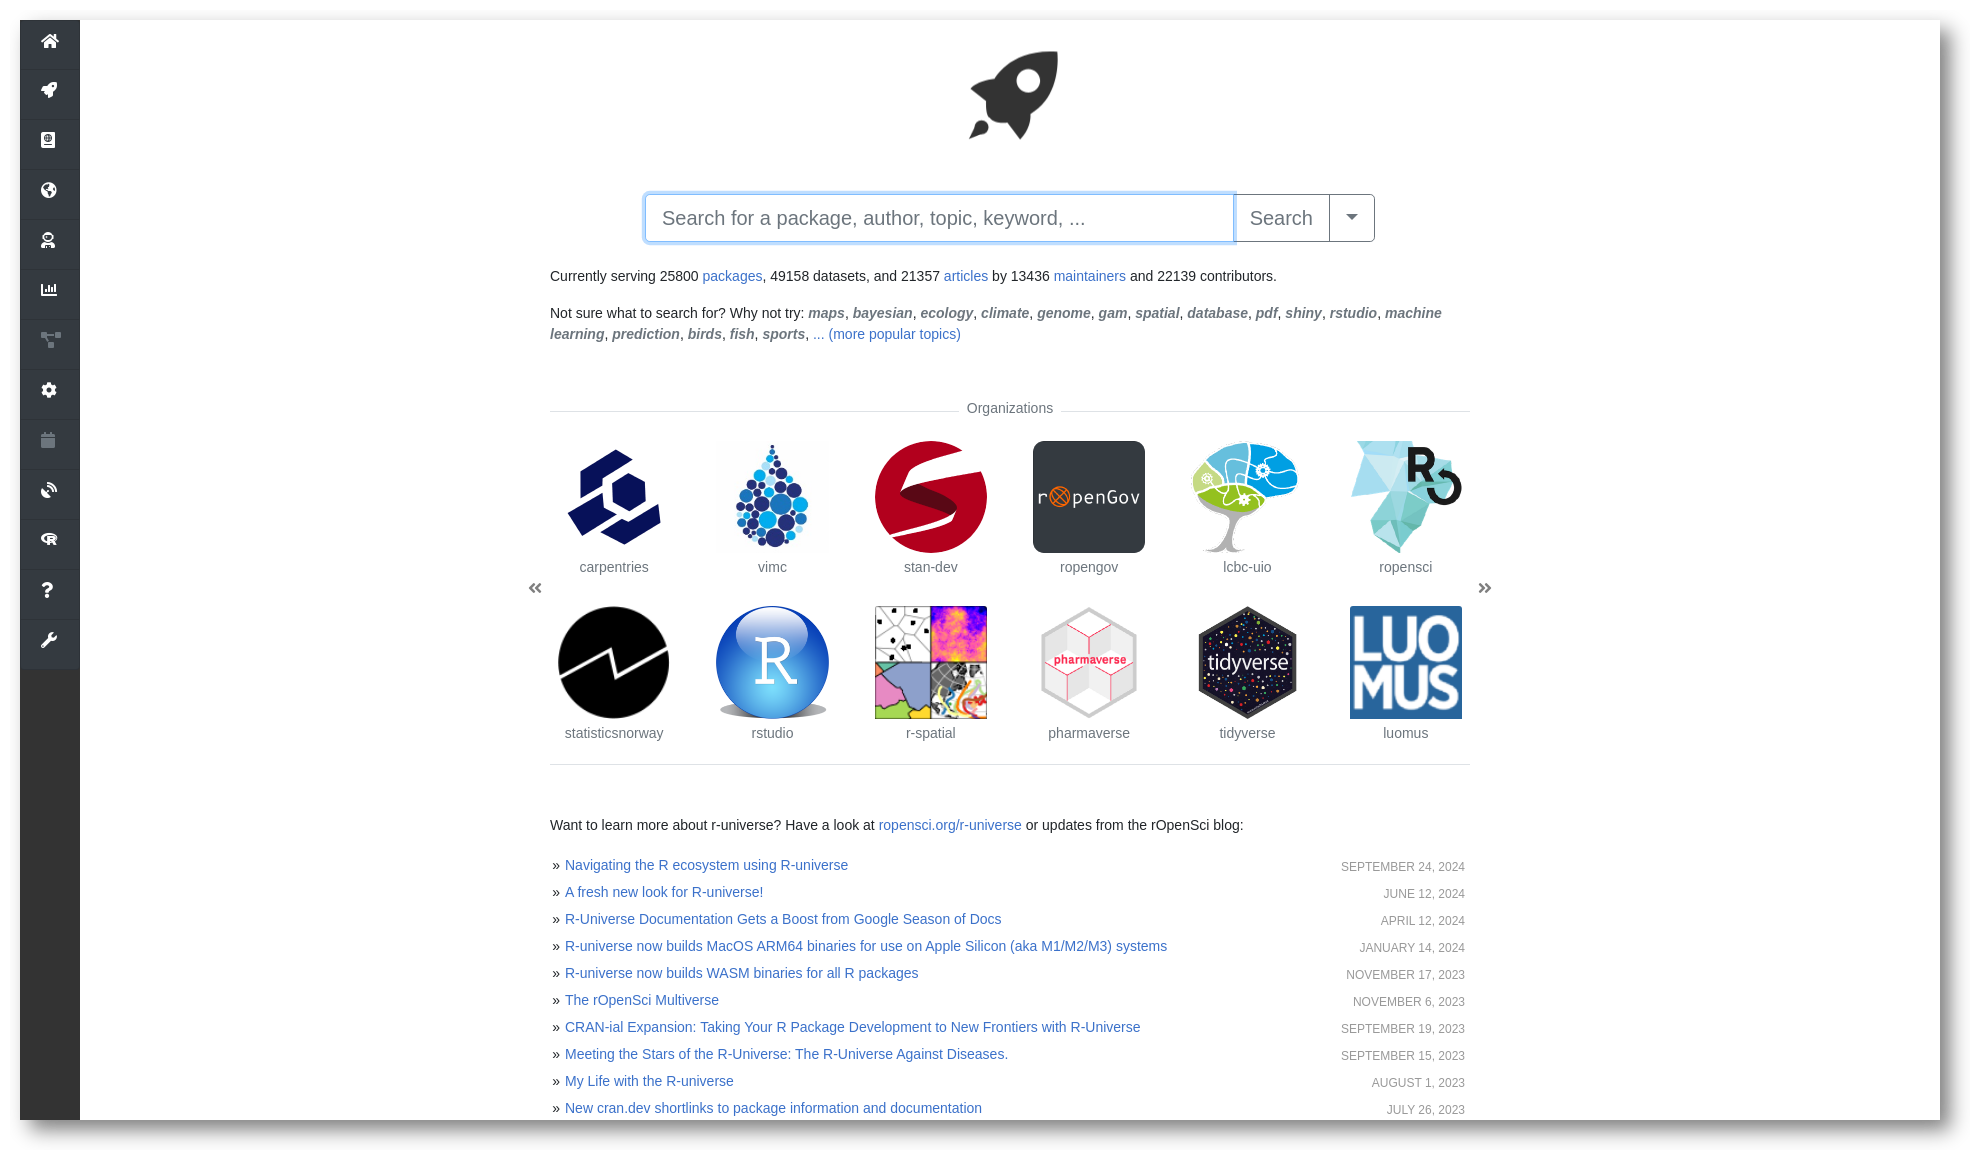 Search for a package, author, topic, keyword, ... Search
Currently serving 25800 packages, 49158 datasets, and 21357 articles by 13436 maintainers and 22139 contributors.
Not sure what to search for? Why not try: maps, bayesian, ecology, climate, genome, gam, spatial, database, pdf, shiny, rstudio, machine
learning, prediction, birds, fish, sports, ... (more popular topics)
Organizations
rOpenGov
R
carpentries vimc stan-dev ropengov lcbc-uio ropensci
« »
R
pharmaverse
tidyverse
LUO
MUS
statisticsnorway rstudio r-spatial pharmaverse tidyverse luomus
Want to learn more about r-universe? Have a look at ropensci.org/r-universe or updates from the rOpenSci blog:
» Navigating the R ecosystem using R-universe SEPTEMBER 24, 2024
» A fresh new look for R-universe! JUNE 12, 2024
» R-Universe Documentation Gets a Boost from Google Season of Docs APRIL 12, 2024
» R-universe now builds MacOS ARM64 binaries for use on Apple Silicon (aka M1/M2/M3) systems JANUARY 14, 2024
» R-universe now builds WASM binaries for all R packages NOVEMBER 17, 2023
» The rOpenSci Multiverse NOVEMBER 6, 2023
» CRAN-ial Expansion: Taking Your R Package Development to New Frontiers with R-Universe SEPTEMBER 19, 2023
» Meeting the Stars of the R-Universe: The R-Universe Against Diseases. SEPTEMBER 15, 2023
» My Life with the R-universe AUGUST 1, 2023
» New cran.dev shortlinks to package information and documentation JULY 26, 2023